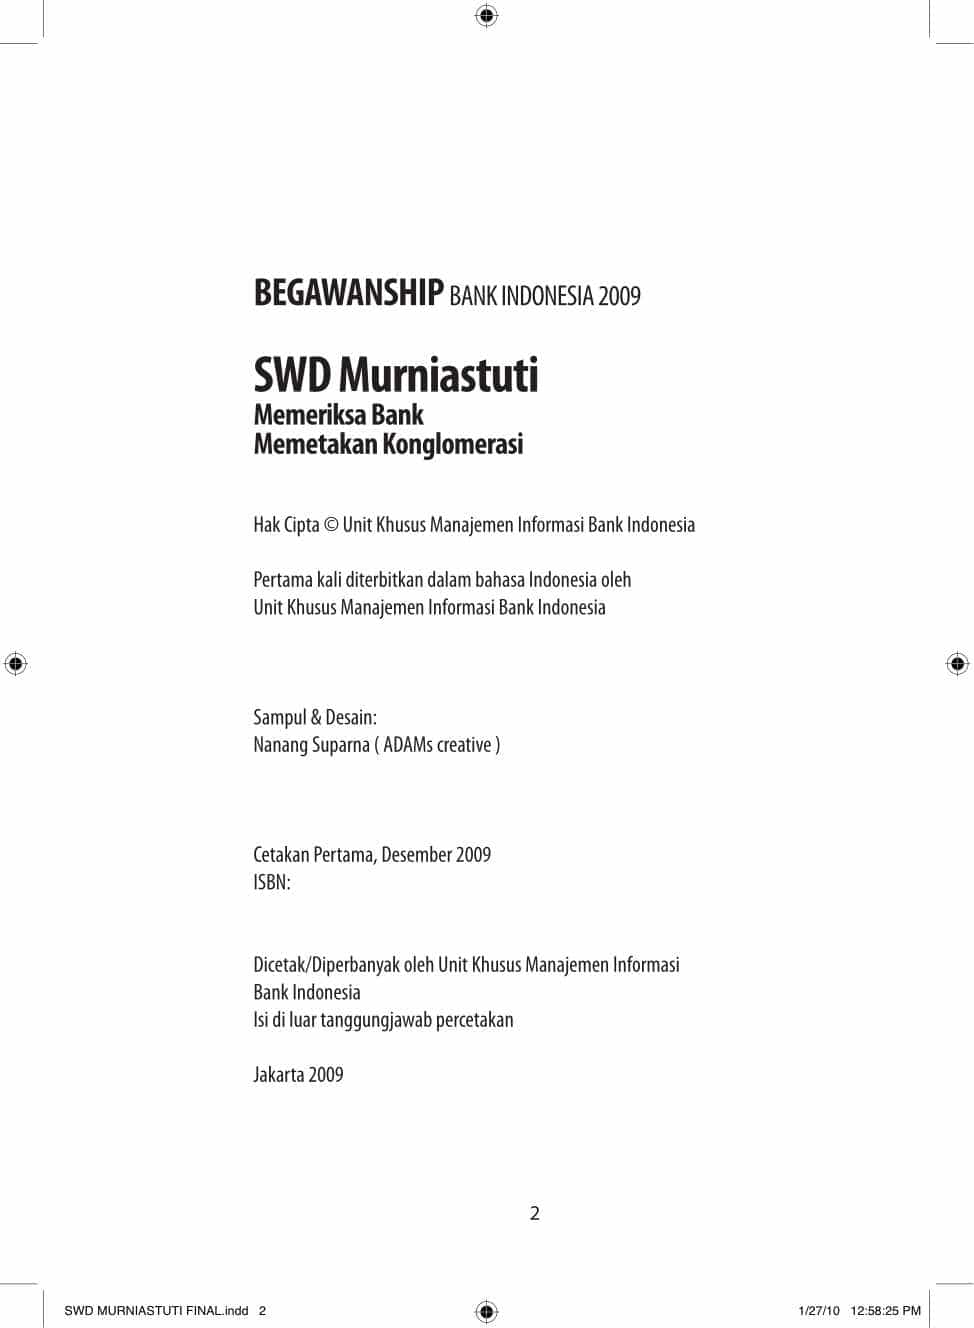 BEGAWANSHIP BANK INDONESIA 2009
SWD Murniastuti
Memeriksa Bank
Memetakan Konglomerasi
Hak Cipta © Unit Khusus Manajemen Informasi Bank Indonesia
Pertama kali diterbitkan dalam bahasa Indonesia oleh
Unit Khusus Manajemen Informasi Bank Indonesia
Sampul & Desain:
Nanang Suparna ( ADAMs creative )
Cetakan Pertama, Desember 2009
ISBN:
Dicetak/Diperbanyak oleh Unit Khusus Manajemen Informasi
Bank Indonesia
Isi di luar tanggungjawab percetakan
Jakarta 2009
2
SWD MURNIASTUTI FINAL.indd 2 1/27/10 12:58:25 PM